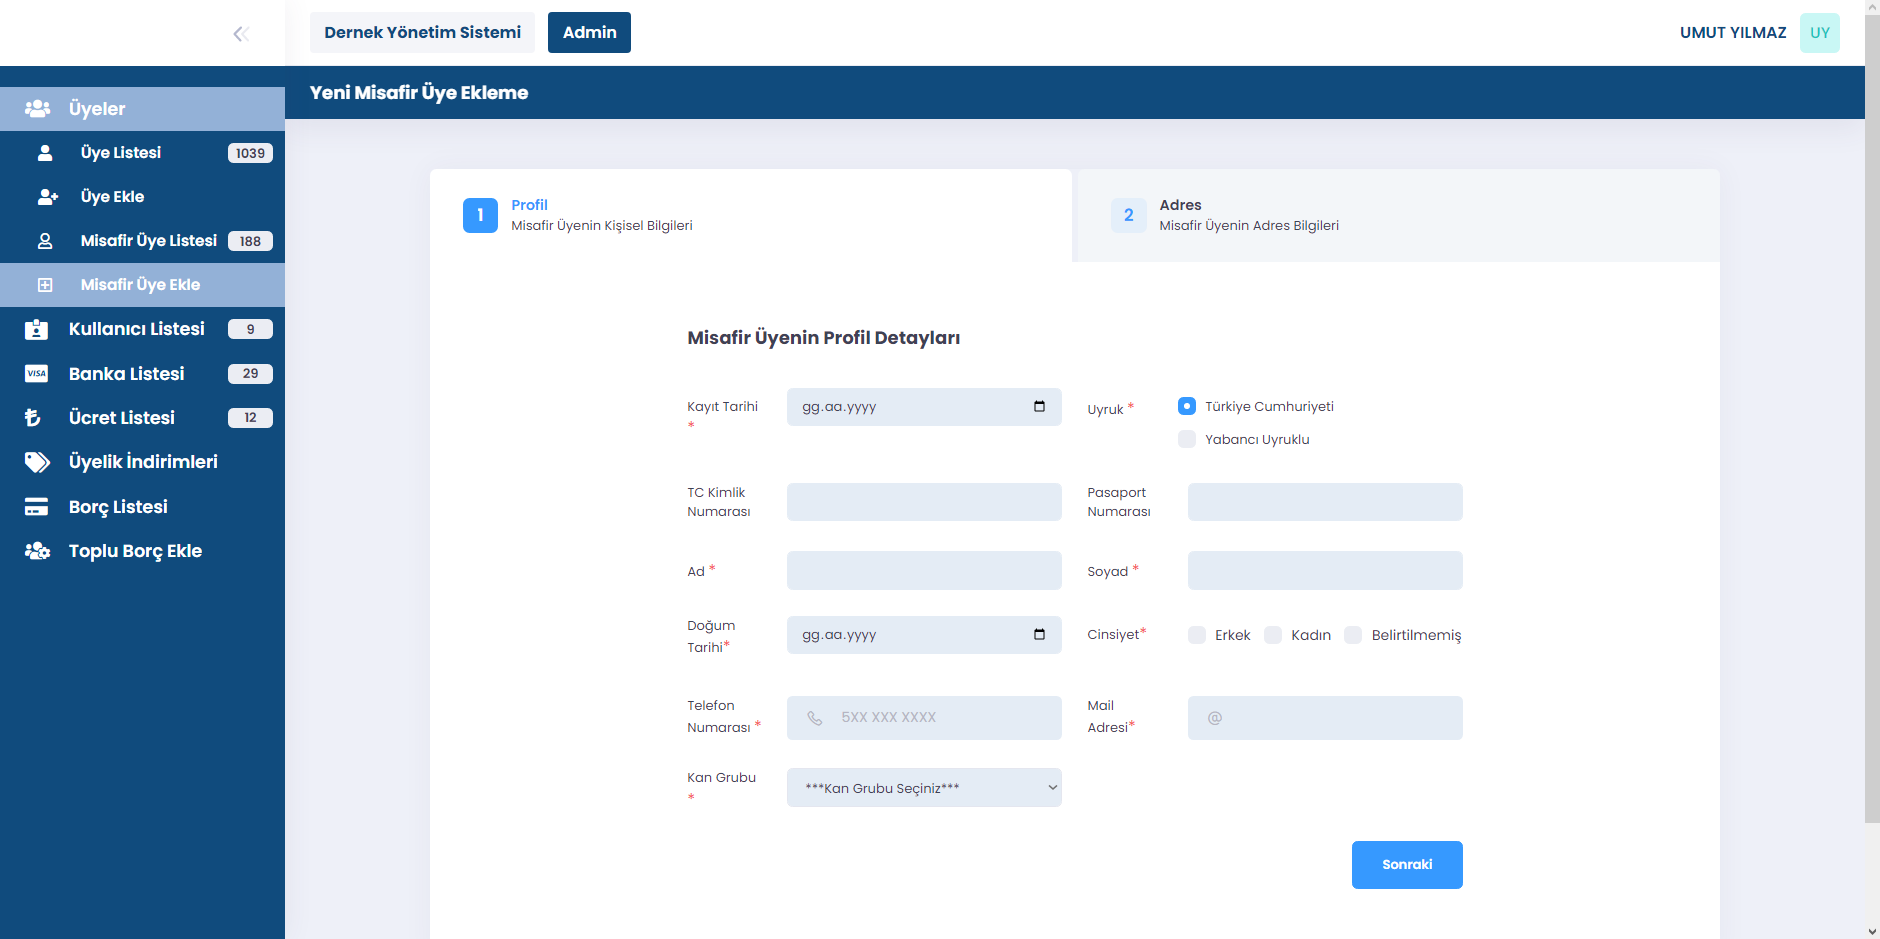 Dernek Yönetim Sistemi
Admin
UMUT YILMAZ
UY
Yeni Misafir Üye Ekleme
Üyeler
Üye Listesi 1039
Üye Ekle
Misafir Üye Listesi 188
Misafir Üye Ekle
Kullanıcı Listesi 9
VISA Banka Listesi 29
Ücret Listesi 12
Üyelik İndirimleri
Borç Listesi
Toplu Borç Ekle
1
Profil
Misafir Üyenin Kişisel Bilgileri
2
Adres
Misafir Üyenin Adres Bilgileri
Misafir Üyenin Profil Detayları
Kayıt Tarihi
*
gg.aa.yyyy
Uyruk *
Türkiye Cumhuriyeti
Yabancı Uyruklu
TC Kimlik
Numarası
Pasaport
Numarası
Ad *
Soyad *
Doğum
Tarihi*
gg.aa.yyyy
Cinsiyet*
Erkek
Kadın
Belirtilmemiş
Telefon
Numarası *
5XX XXX XXXX
Mail
Adresi*
@
Kan Grubu
*
***Kan Grubu Seçiniz***
Sonraki